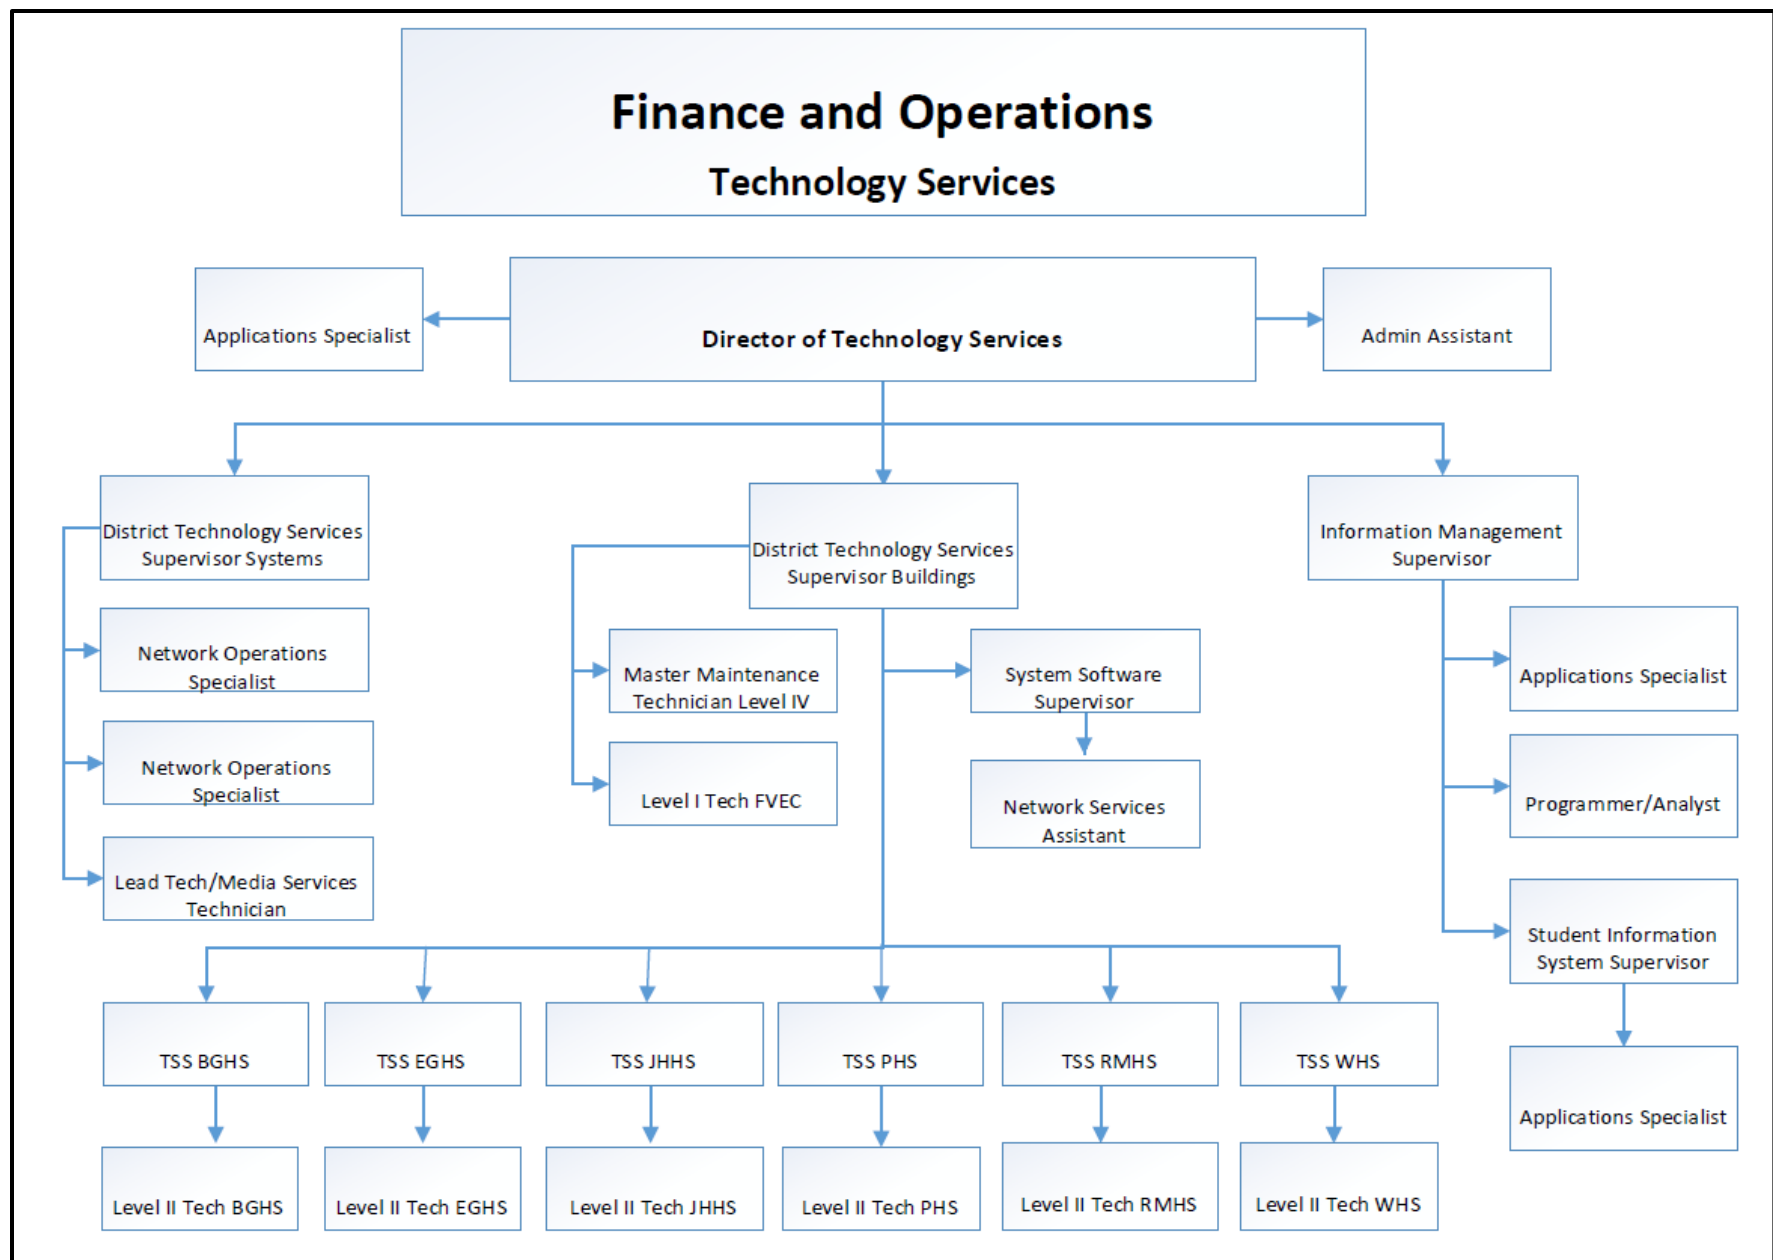 Finance and Operations
Technology Services
Applications Specialist
Director of Technology Services
Admin Assistant
District Technology Services
Supervisor Systems
District Technology Services
Supervisor Buildings
Information Management
Supervisor
Network Operations
Specialist
Master Maintenance
Technician Level IV
System Software
Supervisor
Applications Specialist
Network Operations
Specialist
Level I Tech FVEC
Network Services
Assistant
Programmer/Analyst
Lead Tech/Media Services
Technician
Student Information
System Supervisor
TSS BGHS
TSS EGHS
TSS JHHS
TSS PHS
TSS RMHS
TSS WHS
Applications Specialist
Level II Tech BGHS
Level II Tech EGHS
Level II Tech JHHS
Level II Tech PHS
Level II Tech RMHS
Level II Tech WHS